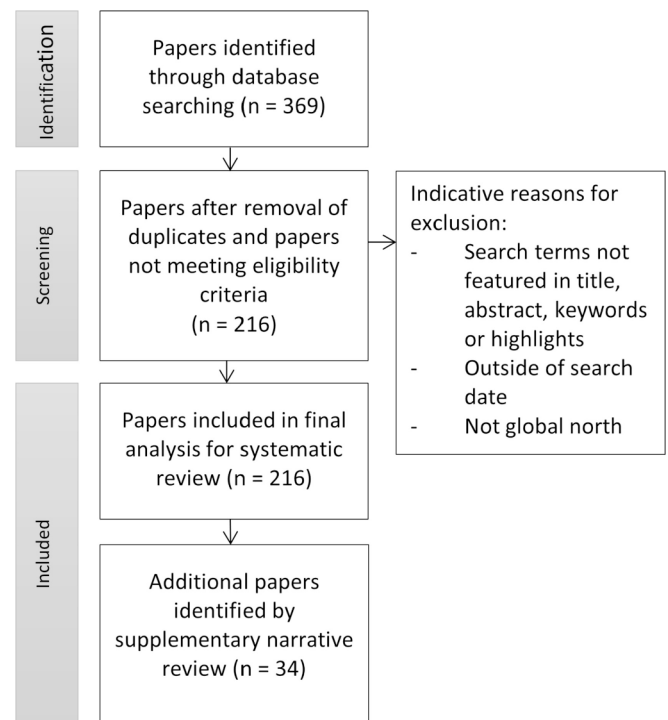 Identification
Papers identified
through database
searching (n = 369)
Screening
Papers after removal of
duplicates and papers
not meeting eligibility
criteria
(n = 216)
Indicative reasons for
exclusion:
- Search terms not
featured in title,
abstract, keywords
or highlights
- Outside of search
date
- Not global north
Included
Papers included in final
analysis for systematic
review (n = 216)
Additional papers
identified by
supplementary narrative
review (n = 34)